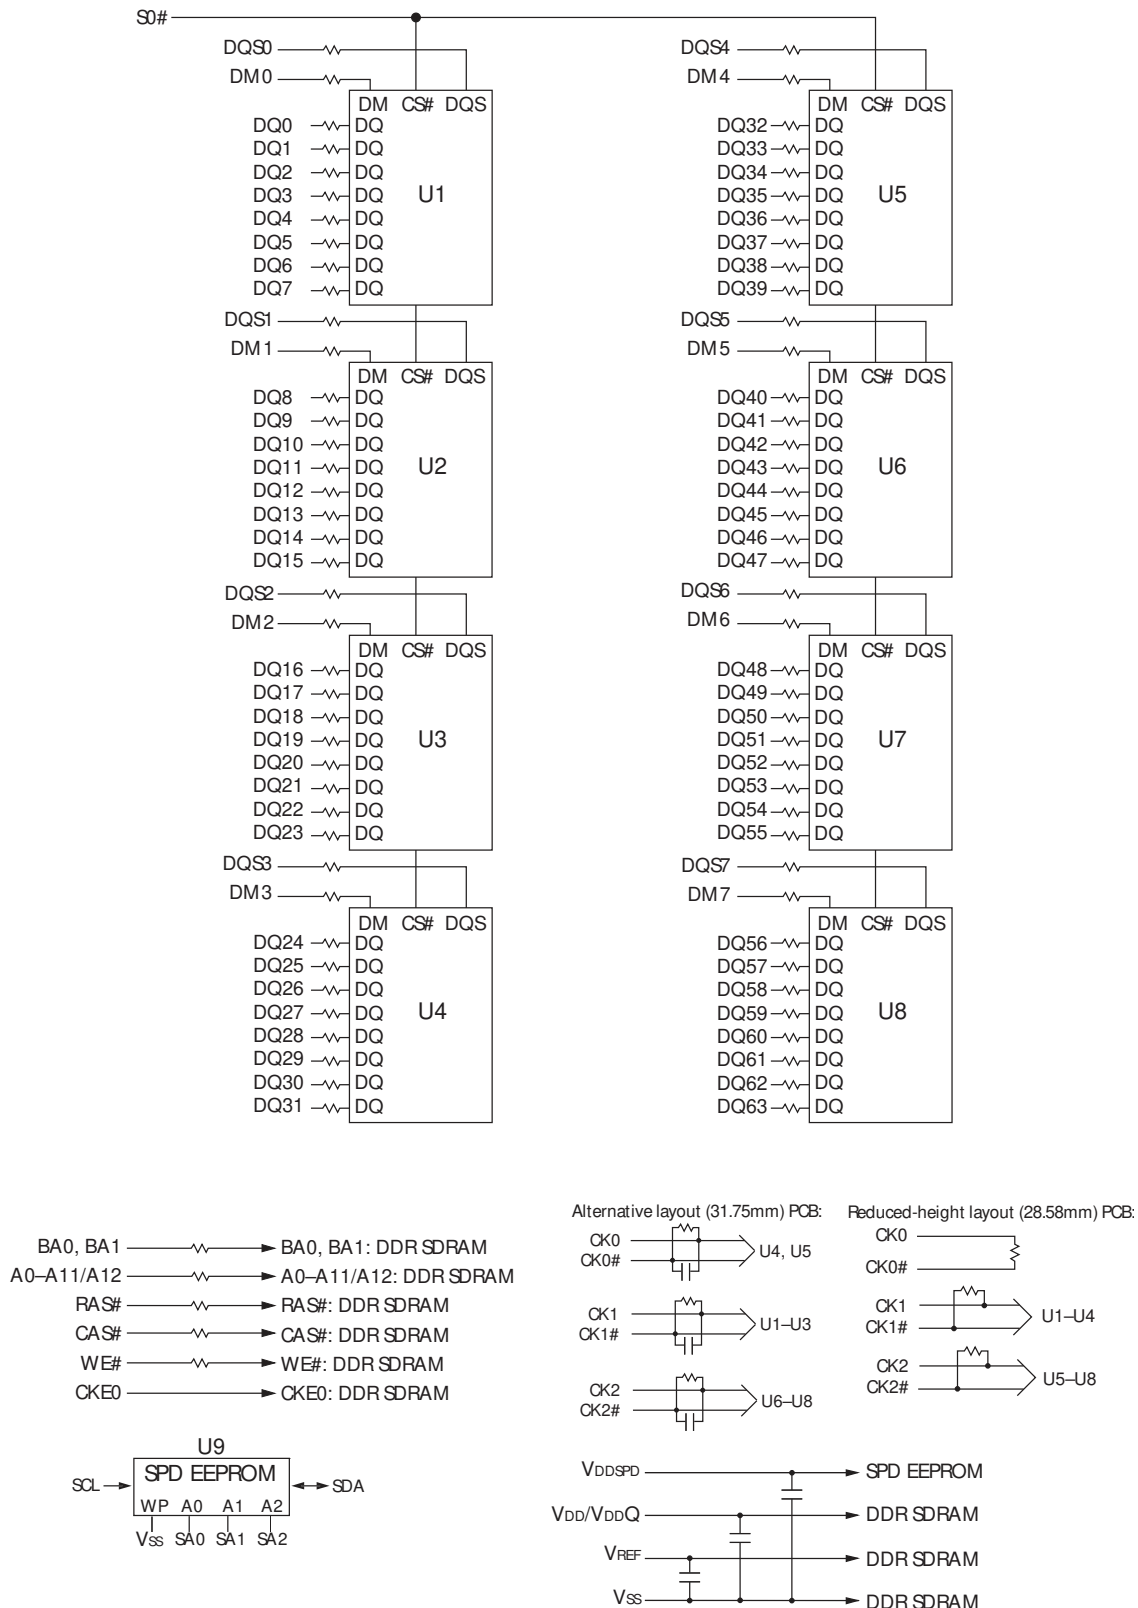 S0#
DQS0
DM0
DM CS# DQS
DQ0 DQ
DQ1 DQ
DQ2 DQ
DQ3 DQ
DQ4 DQ
DQ5 DQ
DQ6 DQ
DQ7 DQ
U1
DQS1
DM1
DM CS# DQS
DQ8 DQ
DQ9 DQ
DQ10 DQ
DQ11 DQ
DQ12 DQ
DQ13 DQ
DQ14 DQ
DQ15 DQ
U2
DQS2
DM2
DM CS# DQS
DQ16 DQ
DQ17 DQ
DQ18 DQ
DQ19 DQ
DQ20 DQ
DQ21 DQ
DQ22 DQ
DQ23 DQ
U3
DQS3
DM3
DM CS# DQS
DQ24 DQ
DQ25 DQ
DQ26 DQ
DQ27 DQ
DQ28 DQ
DQ29 DQ
DQ30 DQ
DQ31 DQ
U4
DQS4
DM4
DM CS# DQS
DQ32 DQ
DQ33 DQ
DQ34 DQ
DQ35 DQ
DQ36 DQ
DQ37 DQ
DQ38 DQ
DQ39 DQ
U5
DQS5
DM5
DM CS# DQS
DQ40 DQ
DQ41 DQ
DQ42 DQ
DQ43 DQ
DQ44 DQ
DQ45 DQ
DQ46 DQ
DQ47 DQ
U6
DQS6
DM6
DM CS# DQS
DQ48 DQ
DQ49 DQ
DQ50 DQ
DQ51 DQ
DQ52 DQ
DQ53 DQ
DQ54 DQ
DQ55 DQ
U7
DQS7
DM7
DM CS# DQS
DQ56 DQ
DQ57 DQ
DQ58 DQ
DQ59 DQ
DQ60 DQ
DQ61 DQ
DQ62 DQ
DQ63 DQ
U8
BA0, BA1 BA0, BA1: DDR SDRAM
A0–A11/A12 A0–A11/A12: DDR SDRAM
RAS# RAS#: DDR SDRAM
CAS# CAS#: DDR SDRAM
WE# WE#: DDR SDRAM
CKE0 CKE0: DDR SDRAM
U9
SPD EEPROM
SCL SDA
WP A0 A1 A2
VSS SA0 SA1 SA2
Alternative layout (31.75mm) PCB:
CK0
CK0#
U4, U5
CK1
CK1#
U1–U3
CK2
CK2#
U6–U8
Reduced-height layout (28.58mm) PCB:
CK0
CK0#
CK1
CK1#
U1–U4
CK2
CK2#
U5–U8
VDDSPD SPD EEPROM
VDD/VDDQ DDR SDRAM
VREF DDR SDRAM
VSS DDR SDRAM